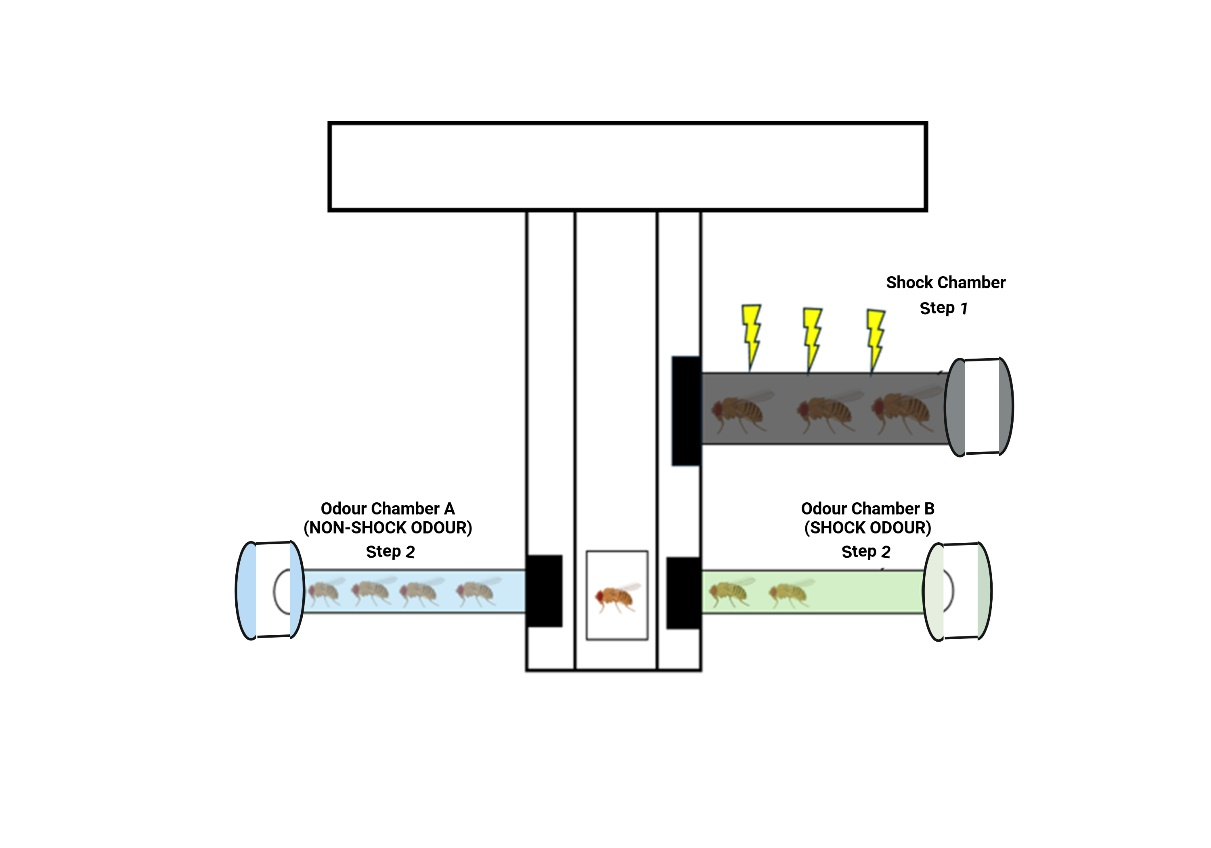 Shock Chamber
Step 1
Odour Chamber A
(NON-SHOCK ODOUR)
Step 2
Odour Chamber B
(SHOCK ODOUR)
Step 2